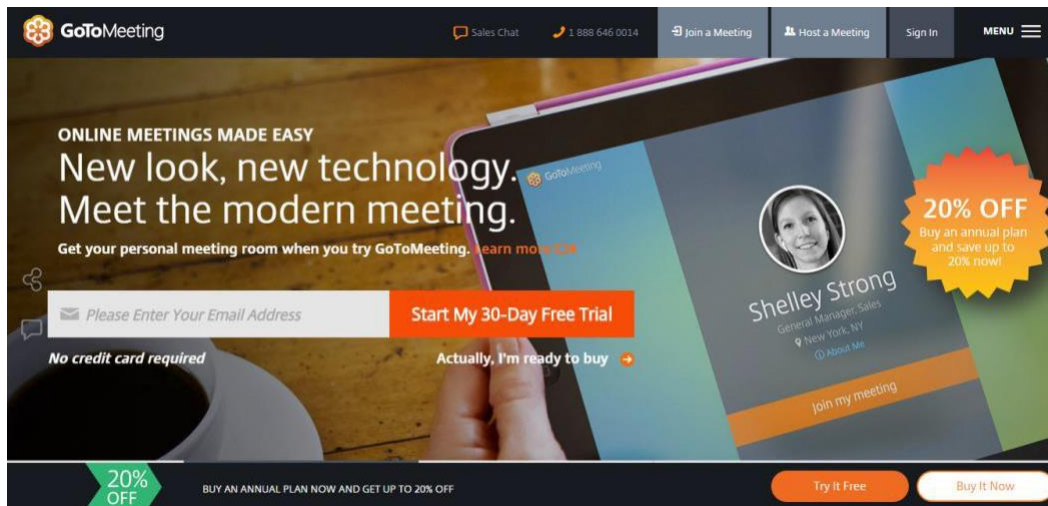 GoToMeeting
Sales Chat
1 888 646 0014
Join a Meeting
Host a Meeting
Sign In
MENU
ONLINE MEETINGS MADE EASY
New look, new technology.
Meet the modern meeting.
Get your personal meeting room when you try GoToMeeting. Learn more
Please Enter Your Email Address
Start My 30-Day Free Trial
No credit card required
Actually, I'm ready to buy
GoToMeeting
Shelley Strong
General Manager, Sales
New York, NY
About Me
Join my meeting
20% OFF
Buy an annual plan
and save up to
20% now!
20%
OFF
BUY AN ANNUAL PLAN NOW AND GET UP TO 20% OFF
Try It Free
Buy It Now